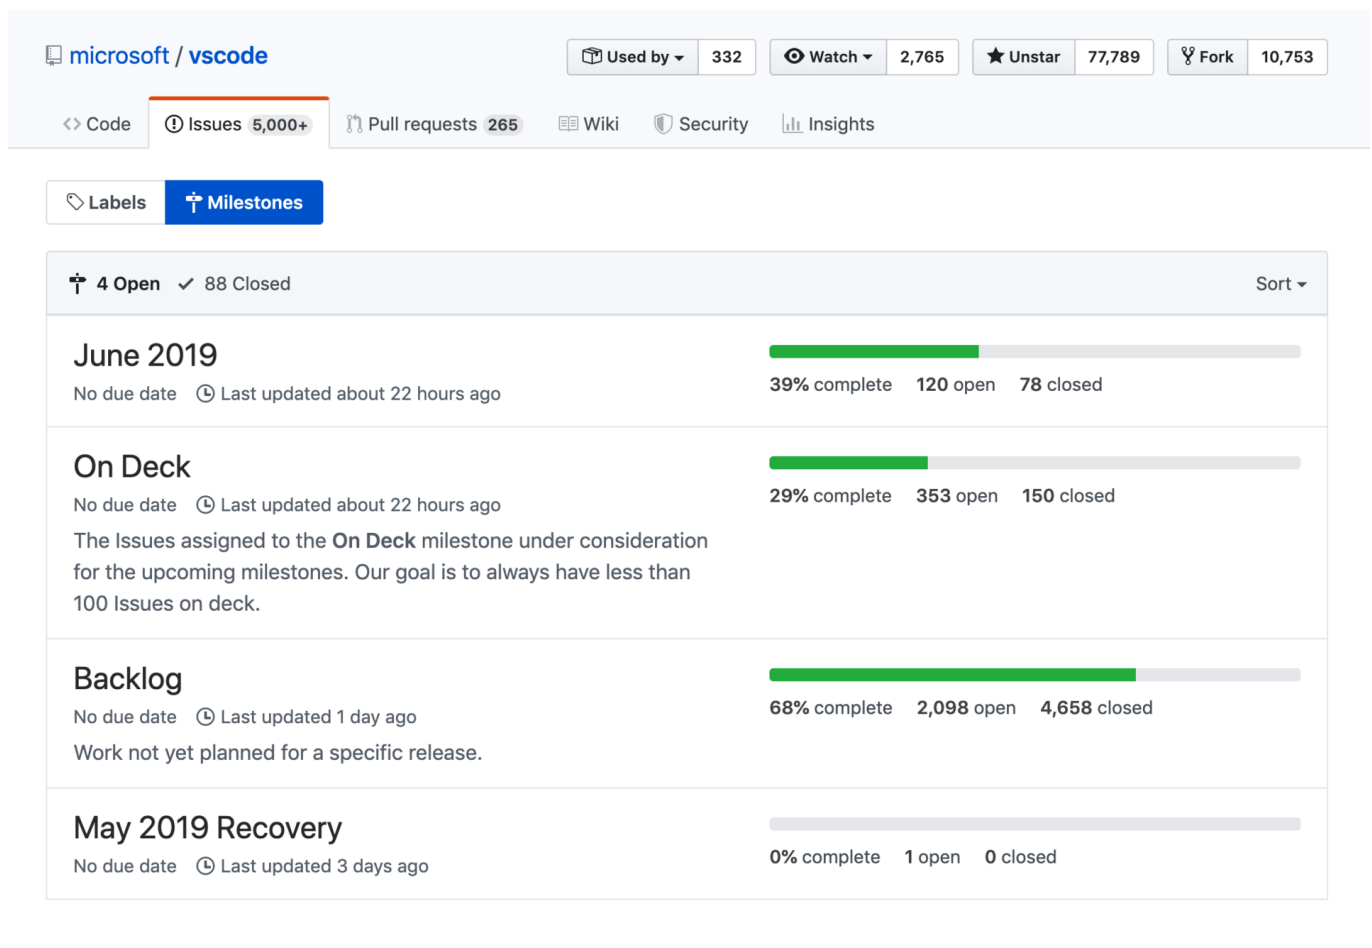 microsoft / vscode
Used by 332 Watch 2,765 Unstar 77,789 Fork 10,753
Code Issues 5,000+ Pull requests 265 Wiki Security Insights
Labels Milestones
4 Open 88 Closed Sort
June 2019
No due date Last updated about 22 hours ago
39% complete 120 open 78 closed
On Deck
No due date Last updated about 22 hours ago
29% complete 353 open 150 closed
The Issues assigned to the On Deck milestone under consideration
for the upcoming milestones. Our goal is to always have less than
100 Issues on deck.
Backlog
No due date Last updated 1 day ago
68% complete 2,098 open 4,658 closed
Work not yet planned for a specific release.
May 2019 Recovery
No due date Last updated 3 days ago
0% complete 1 open 0 closed